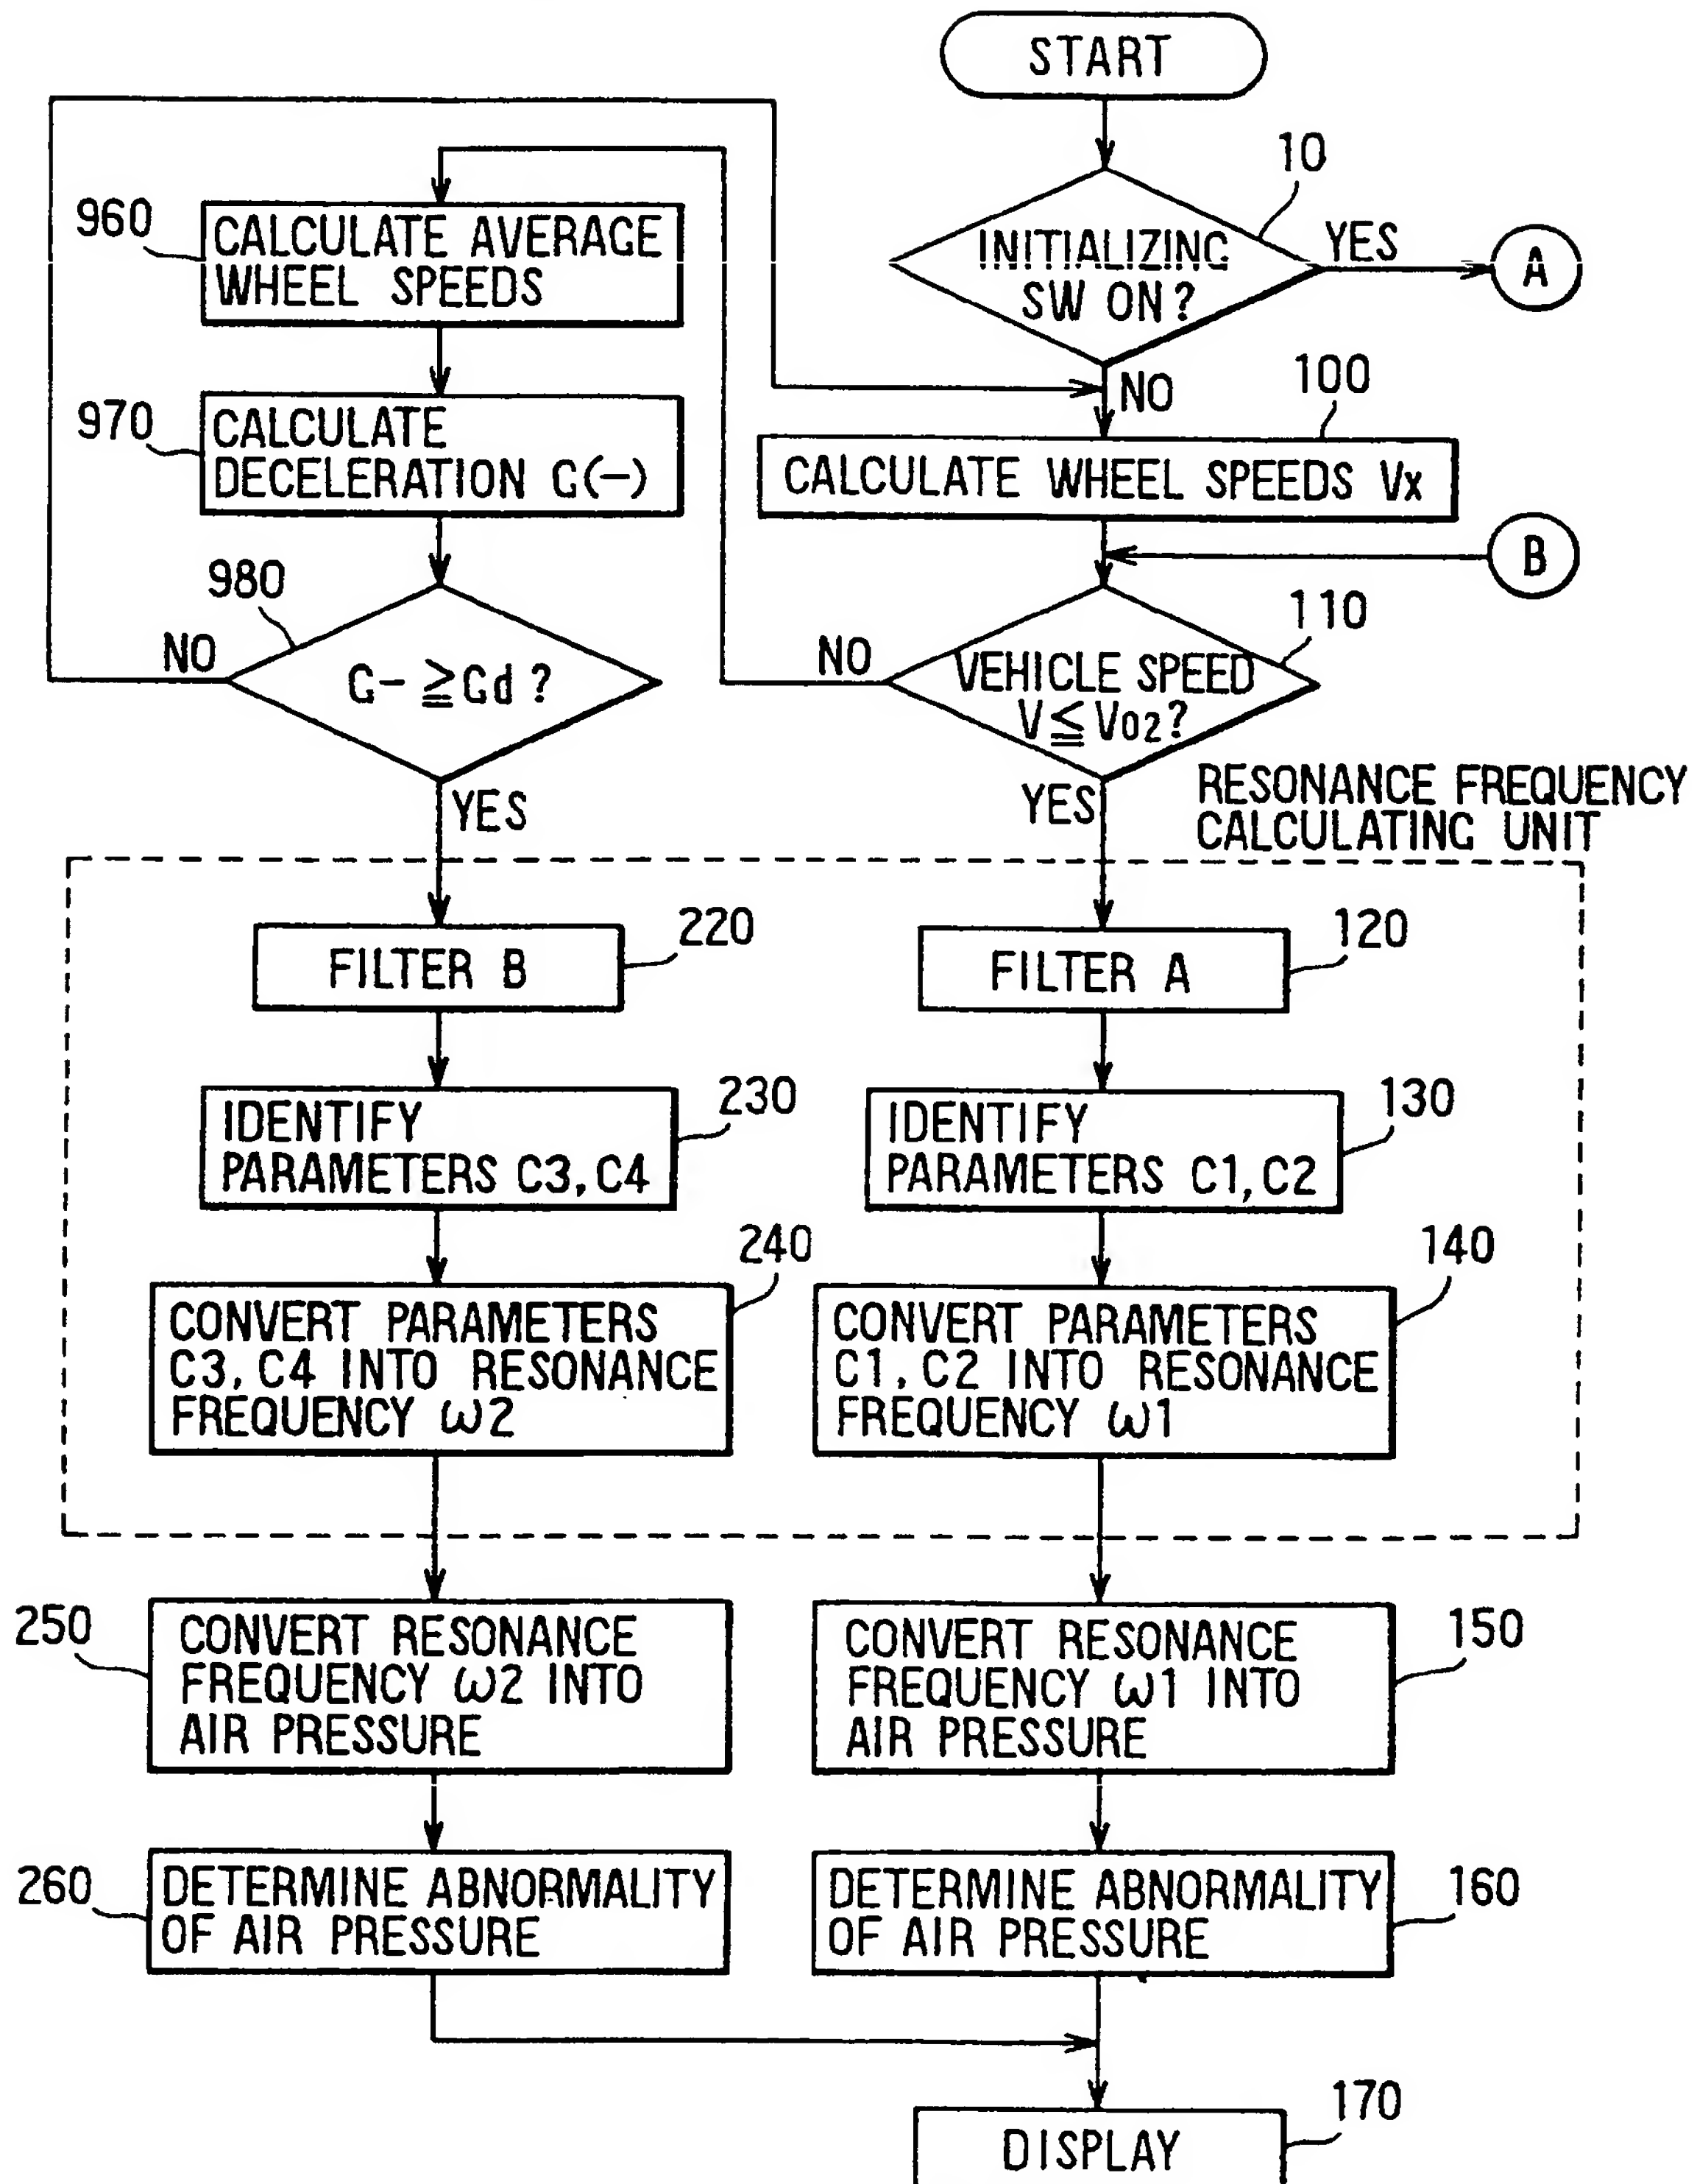 START
10
INITIALIZING
SW ON?
YES
A
NO
960
CALCULATE AVERAGE
WHEEL SPEEDS
970
CALCULATE
DECELERATION G(-)
100
CALCULATE WHEEL SPEEDS Vx
B
980
G- ≧ Gd ?
NO
YES
110
VEHICLE SPEED
V ≦ V02?
NO
YES
RESONANCE FREQUENCY
CALCULATING UNIT
220
FILTER B
120
FILTER A
230
IDENTIFY
PARAMETERS C3, C4
130
IDENTIFY
PARAMETERS C1, C2
240
CONVERT PARAMETERS
C3, C4 INTO RESONANCE
FREQUENCY ω2
140
CONVERT PARAMETERS
C1, C2 INTO RESONANCE
FREQUENCY ω1
250
CONVERT RESONANCE
FREQUENCY ω2 INTO
AIR PRESSURE
150
CONVERT RESONANCE
FREQUENCY ω1 INTO
AIR PRESSURE
260
DETERMINE ABNORMALITY
OF AIR PRESSURE
160
DETERMINE ABNORMALITY
OF AIR PRESSURE
170
DISPLAY